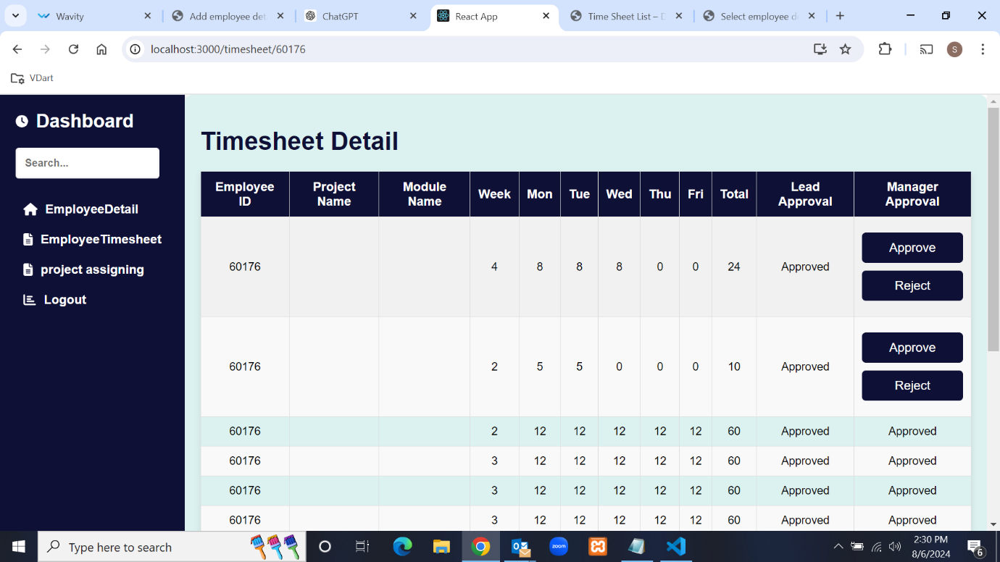 Wavity
Add employee det
ChatGPT
React App
Time Sheet List – D
Select employee d
localhost:3000/timesheet/60176
S
VDart
Dashboard
Search...
EmployeeDetail
EmployeeTimesheet
project assigning
Logout
Timesheet Detail
Employee ID Project Name Module Name Week Mon Tue Wed Thu Fri Total Lead Approval Manager Approval
60176 4 8 8 8 0 0 24 Approved Approve
Reject
60176 2 5 5 0 0 0 10 Approved Approve
Reject
60176 2 12 12 12 12 12 60 Approved Approved
60176 3 12 12 12 12 12 60 Approved Approved
60176 3 12 12 12 12 12 60 Approved Approved
60176 3 12 12 12 12 12 60 Approved Approved
Type here to search
zoom
2:30 PM
8/6/2024
6